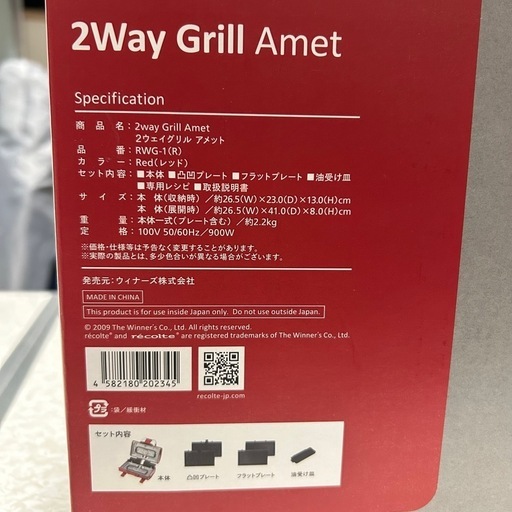 2Way Grill Amet
Specification
商品名：2way Grill Amet
2ウェイグリル アメット
品番：RWG-1(R)
カラー：Red（レッド）
セット内容：■本体 ■凸凹プレート ■フラットプレート ■油受け皿
■専用レシピ ■取扱説明書
サイズ：本体（収納時）／約26.5(W)×23.0(D)×13.0(H)cm
本体（展開時）／約26.5(W)×41.0(D)×8.0(H)cm
重量：本体一式（プレート含む）／約2.2kg
定格：100V 50/60Hz／900W
※価格・仕様等は予告なく変更することがあります。
※実際の製品とは、多少色合いが異なる場合がございます。
発売元：ウィナーズ株式会社
MADE IN CHINA
This product is for use inside Japan only. Do not use outside Japan.
© 2009 The Winner's Co., Ltd. All rights reserved.
récolte® and récolte® are registered trademarks of The Winner's Co., Ltd.
4 582180 202345
recolte-jp.com
プラ：袋／緩衝材
セット内容
本体 凸凹プレート フラットプレート 油受け皿